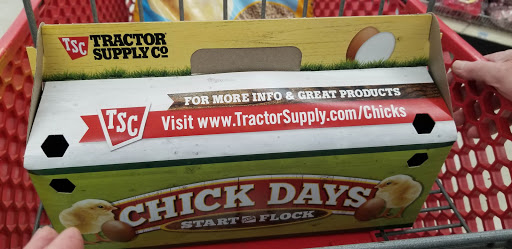 TSC TRACTOR
SUPPLY CO
FOR MORE INFO & GREAT PRODUCTS
TSC Visit www.TractorSupply.com/Chicks
CHICK DAYS
START FLOCK